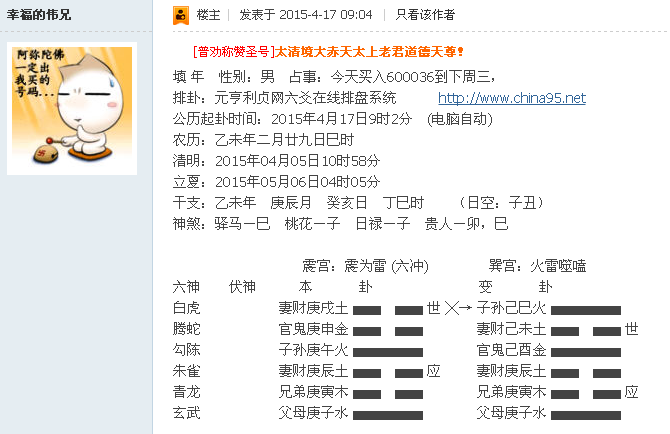 幸福的伟兄
楼主 | 发表于 2015-4-17 09:04 | 只看该作者
阿弥陀佛
一定出
我买的
号码...
[普劝称赞圣号]太清境大赤天太上老君道德天尊!
填 年 性别：男 占事：今天买入600036到下周三，
排卦：元亨利贞网六爻在线排盘系统 http://www.china95.net
公历起卦时间：2015年4月17日9时2分 (电脑自动)
农历：乙未年二月廿九日巳时
清明：2015年04月05日10时58分
立夏：2015年05月06日04时05分
干支：乙未年 庚辰月 癸亥日 丁巳时 （日空：子丑）
神煞：驿马—巳 桃花—子 日禄—子 贵人—卯，巳
震宫：震为雷 (六冲) 巽宫：火雷噬嗑
六神 伏神 本 卦 变 卦
白虎 妻财庚戌土 世 ╳→ 子孙己巳火
腾蛇 官鬼庚申金 妻财己未土 世
勾陈 子孙庚午火 官鬼己酉金
朱雀 妻财庚辰土 应 妻财庚辰土
青龙 兄弟庚寅木 兄弟庚寅木 应
玄武 父母庚子水 父母庚子水